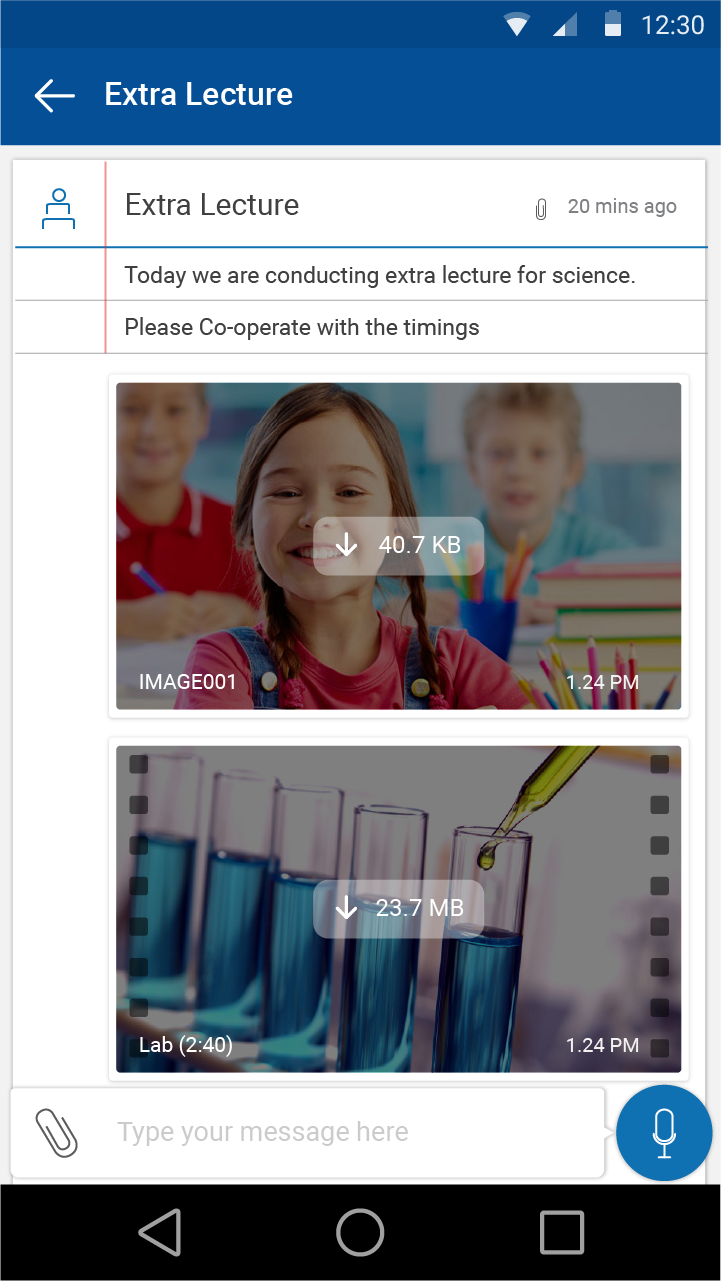 12:30
Extra Lecture
Extra Lecture
20 mins ago
Today we are conducting extra lecture for science.
Please Co-operate with the timings
40.7 KB
IMAGE001
1.24 PM
23.7 MB
Lab (2:40)
1.24 PM
Type your message here